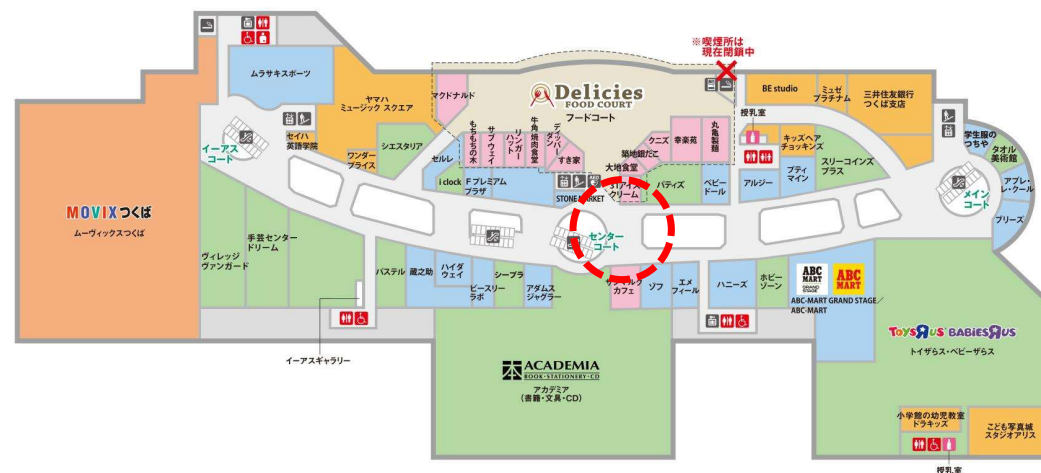 ※喫煙所は
現在閉鎖中
ムラサキスポーツ
ヤマハ
ミュージック スクエア
マクドナルド
Delicies
FOOD COURT
フードコート
BE studio
ミュゼ
プラチナム
三井住友銀行
つくば支店
授乳室
イーアス
コート
セイハ
英語学院
ワンダー
プライス
シエスタリア
セルレ
i clock
F プレミアム
プラザ
もちもちの木
サブウェイ
リンガー
ハット
牛角焼肉食堂
すき家
STONE MARKET
大地食堂
築地銀だこ
クニズ
幸楽苑
丸亀製麺
31アイス
クリーム
パティズ
ベビー
ドール
アルジー
キッズヘア
チョッキンズ
プティ
マイン
スリーコインズ
プラス
学生服の
つちや
タオル
美術館
アプレ・
レ・クール
ブリーズ
メイン
コート
センター
コート
MOVIXつくば
ムーヴィックスつくば
ヴィレッジ
ヴァンガード
手芸センター
ドリーム
パステル
蔵之助
ハイダ
ウェイ
ビースリー
ラボ
シープラ
アダムス
ジャグラー
カフェ
ゾフ
エメ
フィール
ハニーズ
ホビー
ゾーン
ABC
MART
GRAND
STAGE
ABC
MART
ABC-MART GRAND STAGE／
ABC-MART
イーアスギャラリー
ACADEMIA
BOOK・STATIONERY・CD
アカデミア
(書籍・文具・CD)
TOYSЯUS BABIESЯUS
トイザらス・ベビーザらス
小学館の幼児教室
ドラキッズ
こども写真城
スタジオアリス
授乳室